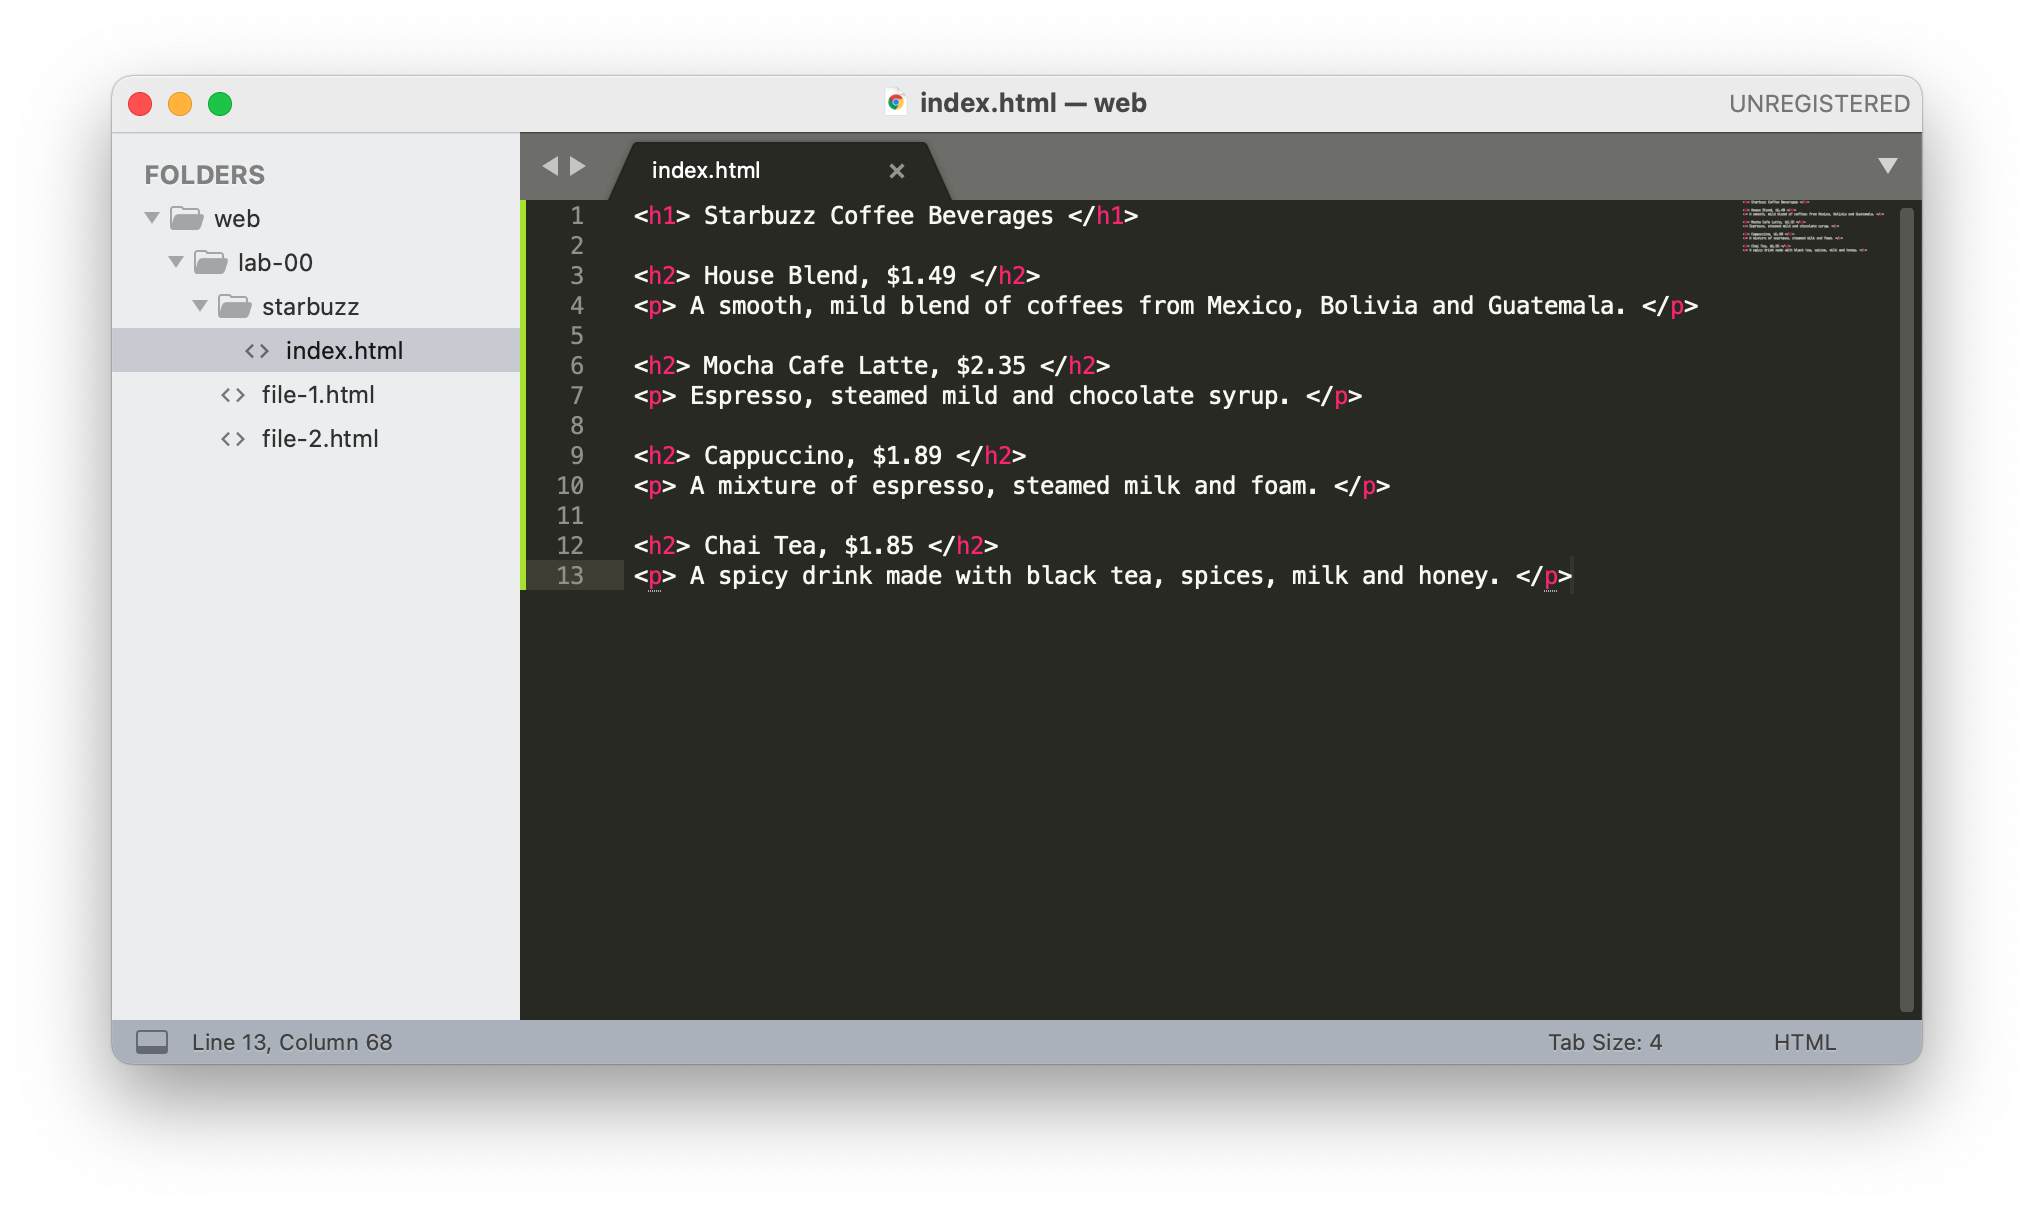 index.html — web
UNREGISTERED
FOLDERS
web
lab-00
starbuzz
index.html
file-1.html
file-2.html
index.html
1 <h1> Starbuzz Coffee Beverages </h1>
2
3 <h2> House Blend, $1.49 </h2>
4 <p> A smooth, mild blend of coffees from Mexico, Bolivia and Guatemala. </p>
5
6 <h2> Mocha Cafe Latte, $2.35 </h2>
7 <p> Espresso, steamed mild and chocolate syrup. </p>
8
9 <h2> Cappuccino, $1.89 </h2>
10 <p> A mixture of espresso, steamed milk and foam. </p>
11
12 <h2> Chai Tea, $1.85 </h2>
13 <p> A spicy drink made with black tea, spices, milk and honey. </p>
Line 13, Column 68
Tab Size: 4
HTML